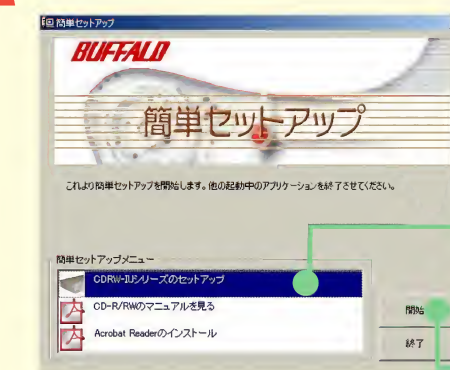 簡単セットアップ
BUFFALO
簡単セットアップ
これより簡単セットアップを開始します。他の起動中のアプリケーションを終了させてください。
簡単セットアップメニュー
CDRW-IUシリーズのセットアップ
CD-R/RWのマニュアルを見る
Acrobat Readerのインストール
開始
終了